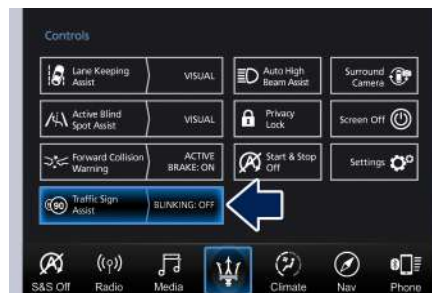 Controls
Lane Keeping
Assist
VISUAL
Auto High
Beam Assist
Surround
Camera
Active Blind
Spot Assist
VISUAL
Privacy
Lock
Screen Off
Forward Collision
Warning
ACTIVE
BRAKE: ON
Start & Stop
Off
Settings
90
Traffic Sign
Assist
BLINKING: OFF
S&S Off
Radio
Media
Climate
Nav
Phone